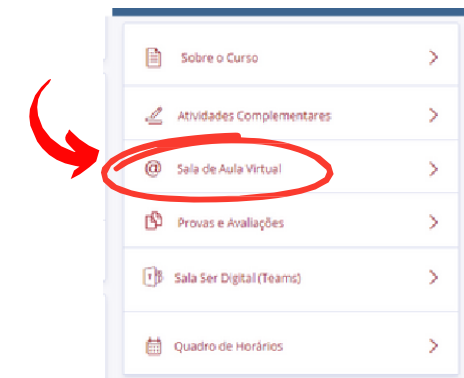 Sobre o Curso
Atividades Complementares
@ Sala de Aula Virtual
Provas e Avaliações
Sala Ser Digital (Teams)
Quadro de Horários